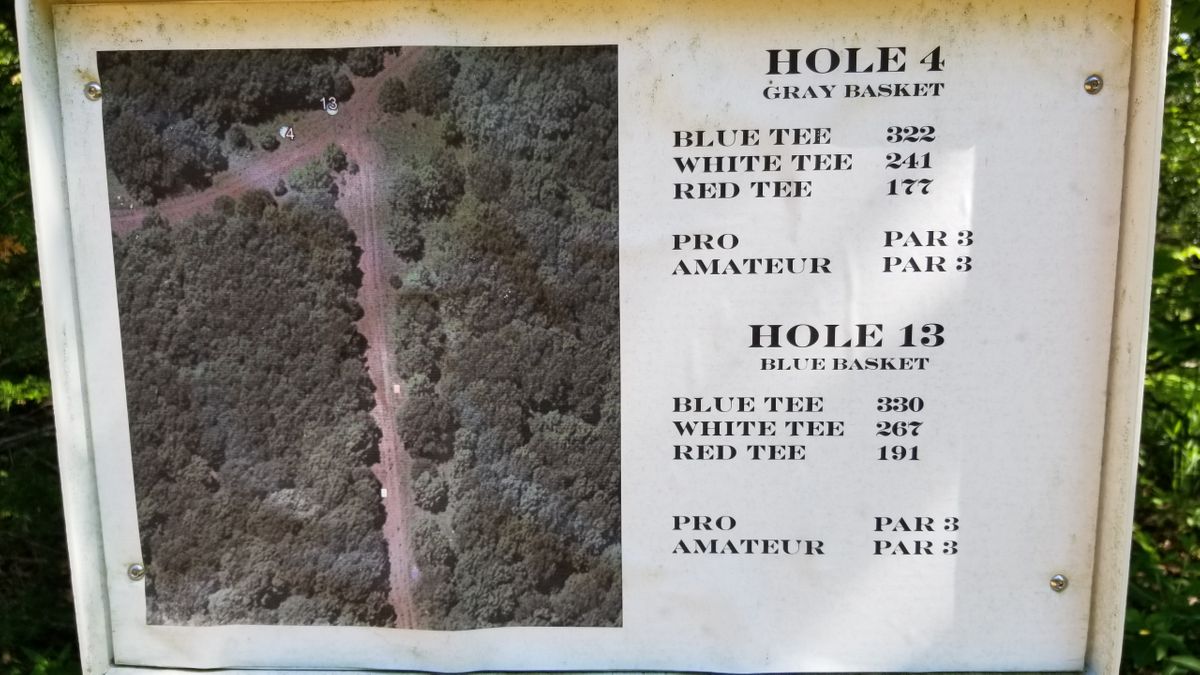 13
4
HOLE 4
GRAY BASKET
BLUE TEE 322
WHITE TEE 241
RED TEE 177
PRO PAR 3
AMATEUR PAR 3
HOLE 13
BLUE BASKET
BLUE TEE 330
WHITE TEE 267
RED TEE 191
PRO PAR 3
AMATEUR PAR 3